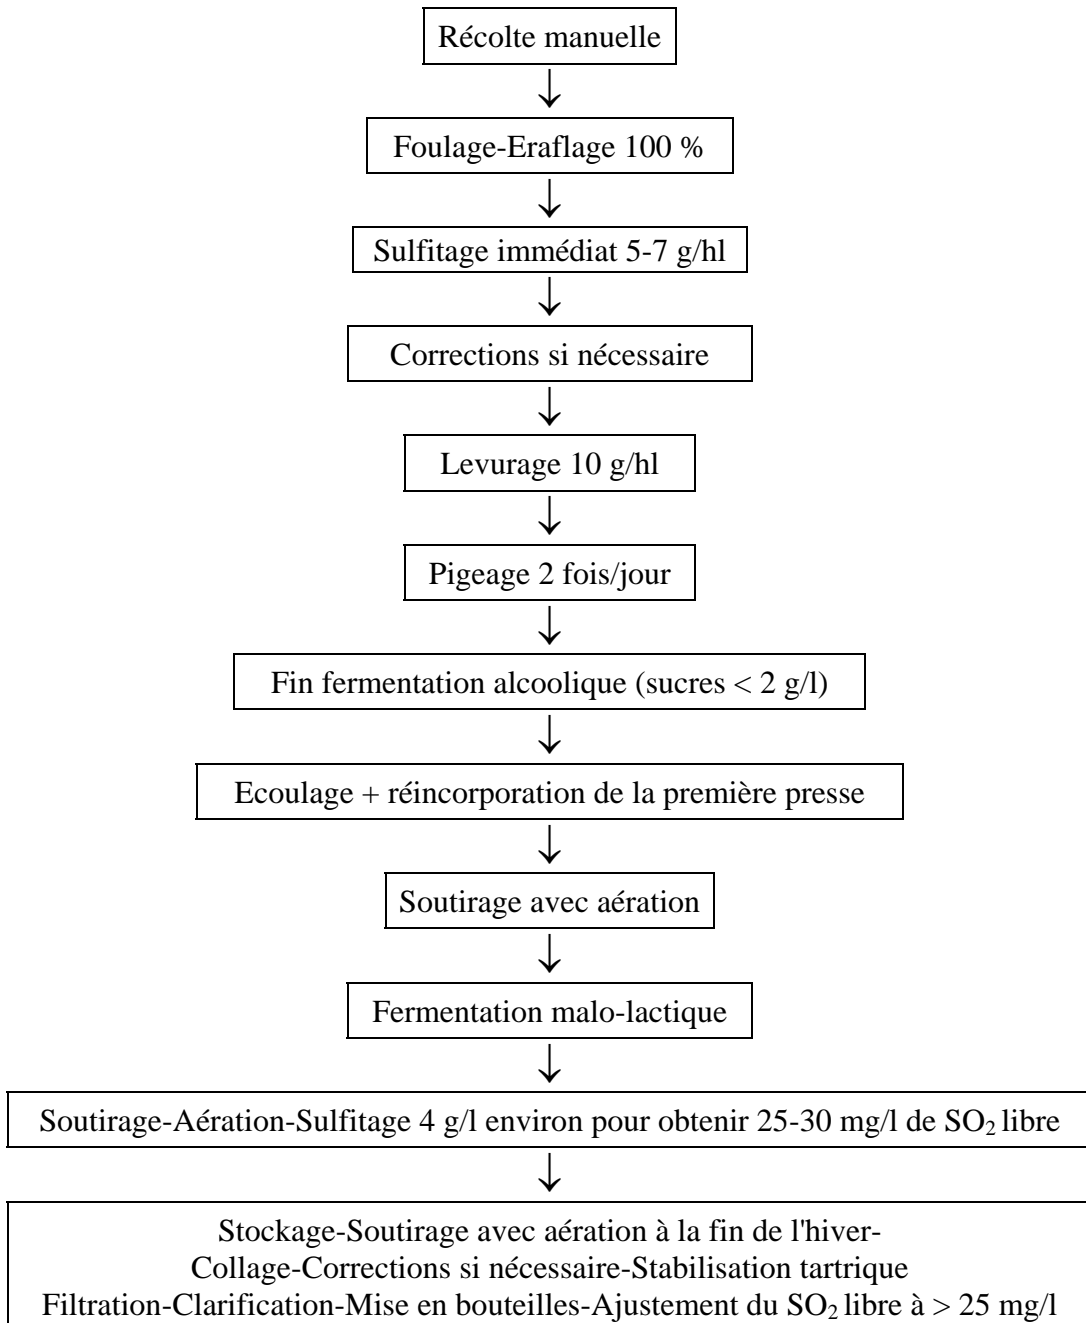 Récolte manuelle
Foulage-Eraflage 100 %
Sulfitage immédiat 5-7 g/hl
Corrections si nécessaire
Levurage 10 g/hl
Pigeage 2 fois/jour
Fin fermentation alcoolique (sucres < 2 g/l)
Ecoulage + réincorporation de la première presse
Soutirage avec aération
Fermentation malo-lactique
Soutirage-Aération-Sulfitage 4 g/l environ pour obtenir 25-30 mg/l de SO₂ libre
Stockage-Soutirage avec aération à la fin de l'hiver-
Collage-Corrections si nécessaire-Stabilisation tartrique
Filtration-Clarification-Mise en bouteilles-Ajustement du SO₂ libre à > 25 mg/l